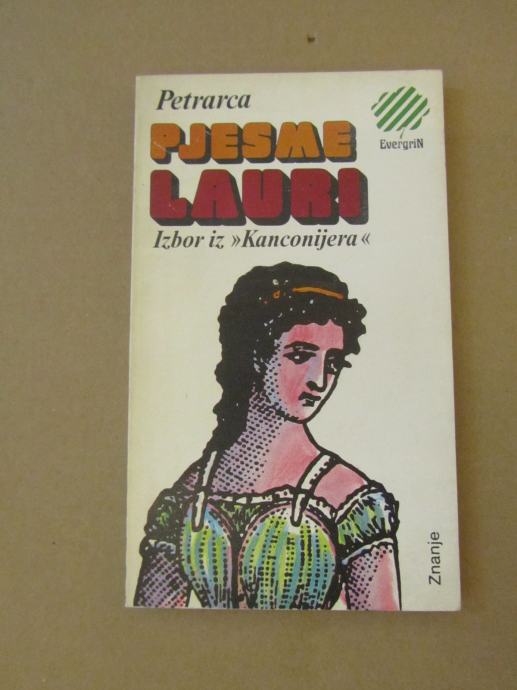 Petrarca
PJESME
LAURI
Izbor iz »Kanconijera«
EvergriN
Znanje